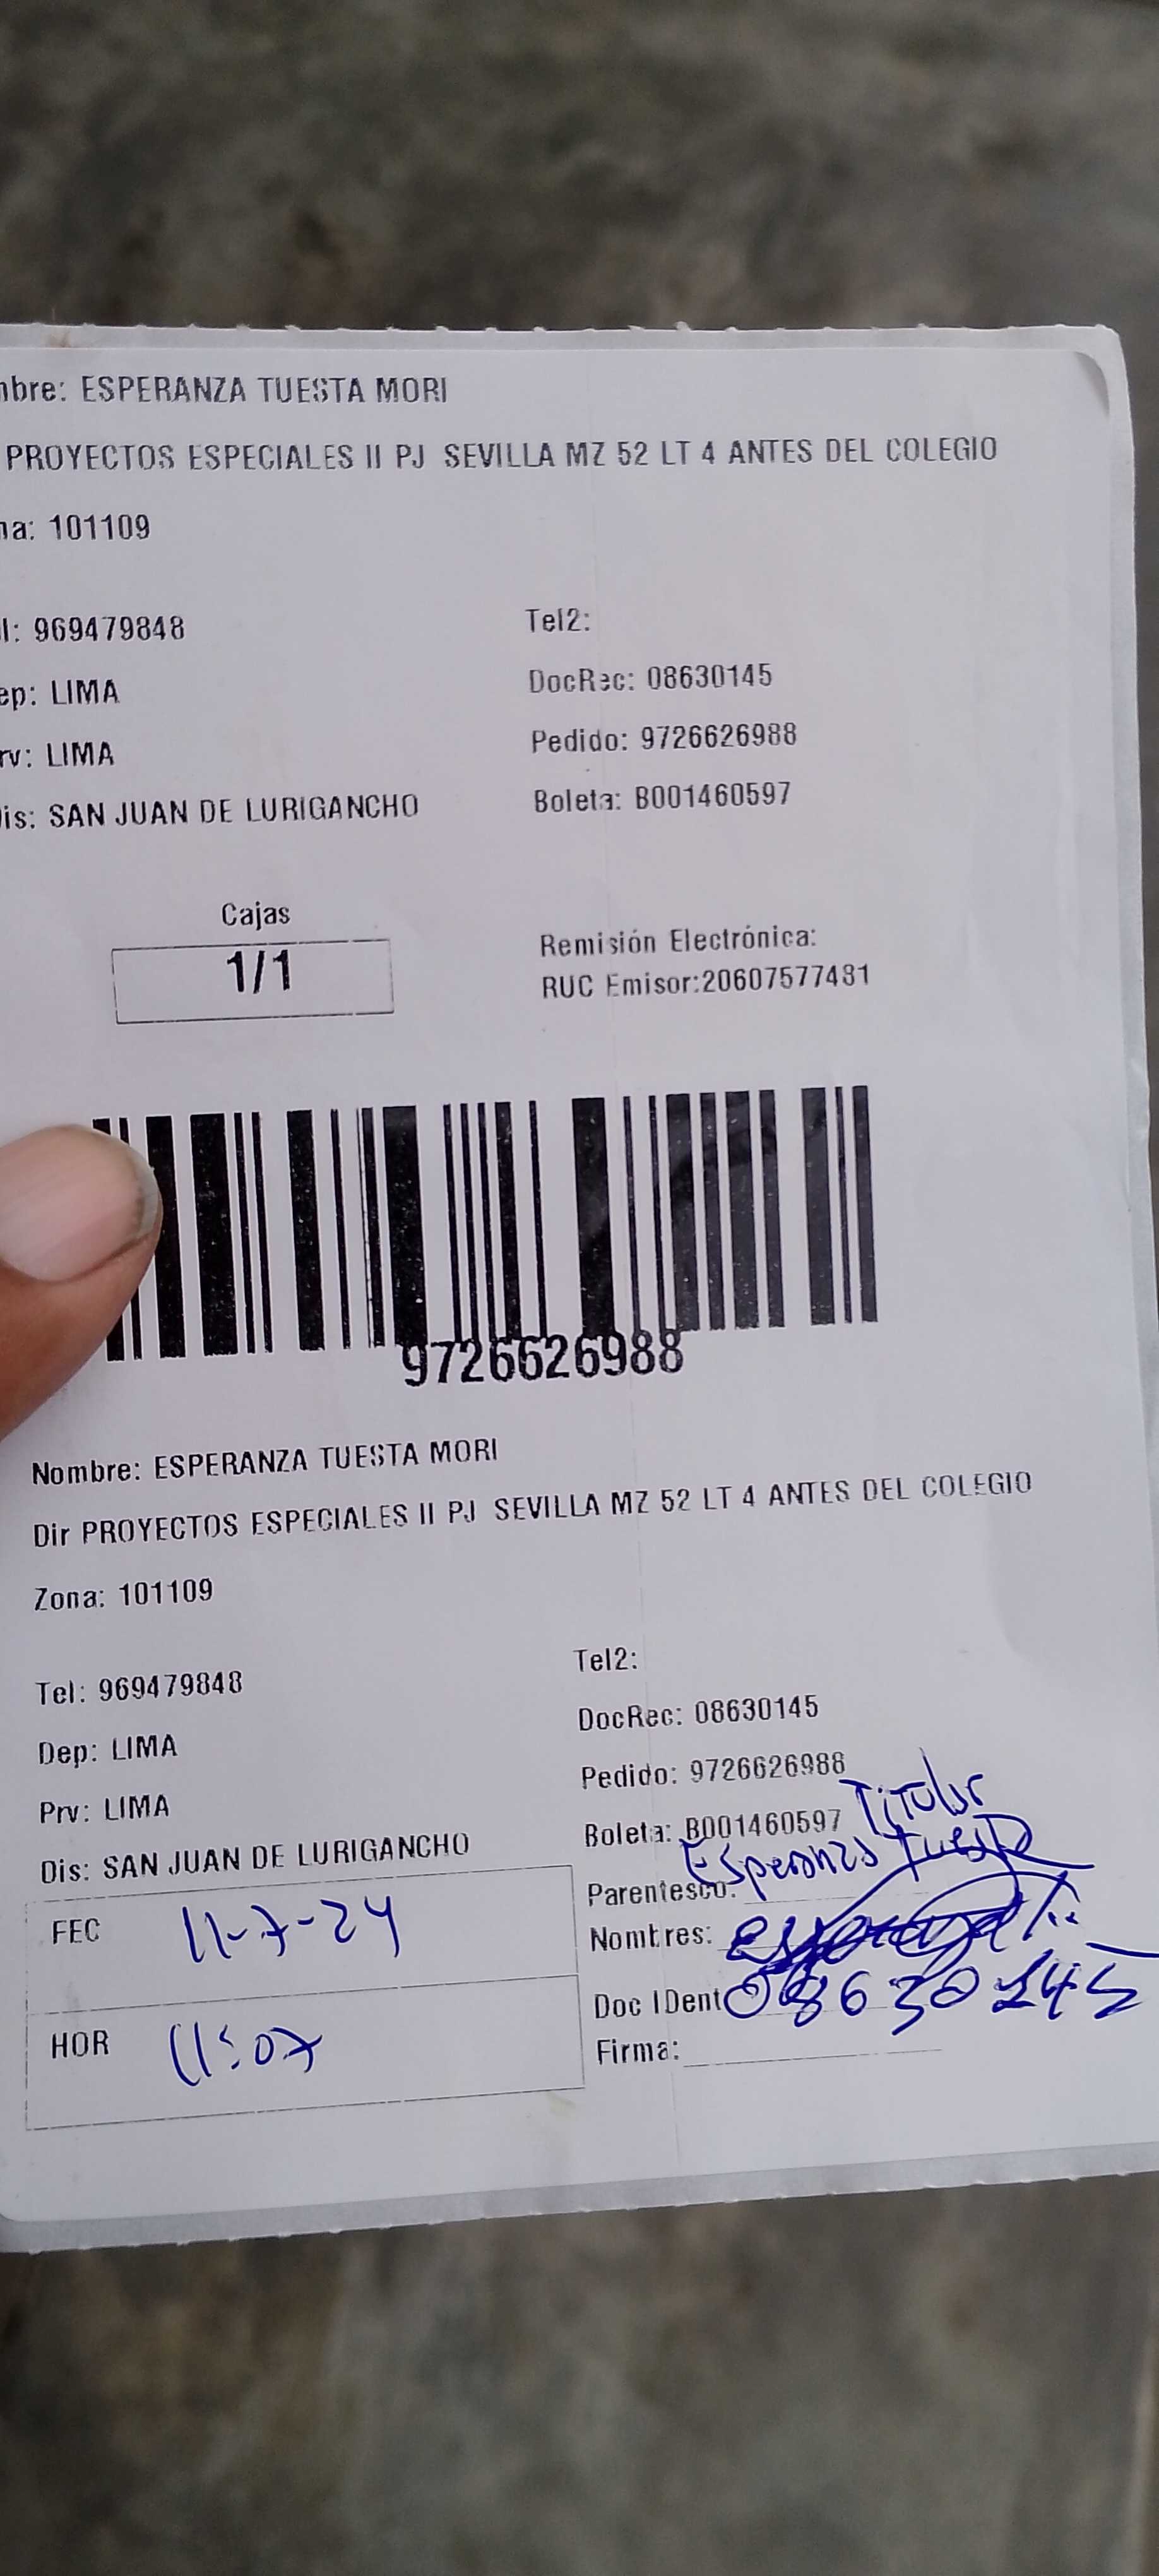 nbre: ESPERANZA TUESTA MORI
PROYECTOS ESPECIALES II PJ SEVILLA MZ 52 LT 4 ANTES DEL COLEGIO
na: 101109
l: 969479848
Tel2:
ep: LIMA
DocRec: 08630145
rv: LIMA
Pedido: 9726626988
Dis: SAN JUAN DE LURIGANCHO
Boleta: B001460597
Cajas
1/1
Remisión Electrónica:
RUC Emisor:20607577481
9726626988
Nombre: ESPERANZA TUESTA MORI
Dir PROYECTOS ESPECIALES II PJ SEVILLA MZ 52 LT 4 ANTES DEL COLEGIO
Zona: 101109
Tel: 969479848
Tel2:
Dep: LIMA
DocRec: 08630145
Prv: LIMA
Pedido: 9726626988
Dis: SAN JUAN DE LURIGANCHO
Boleta: B001460597 Titular
Esperanza Tuesta
Parentesco:
FEC 11-7-24
Nombres:
Doc IDent 08630145
HOR 11:07
Firma: